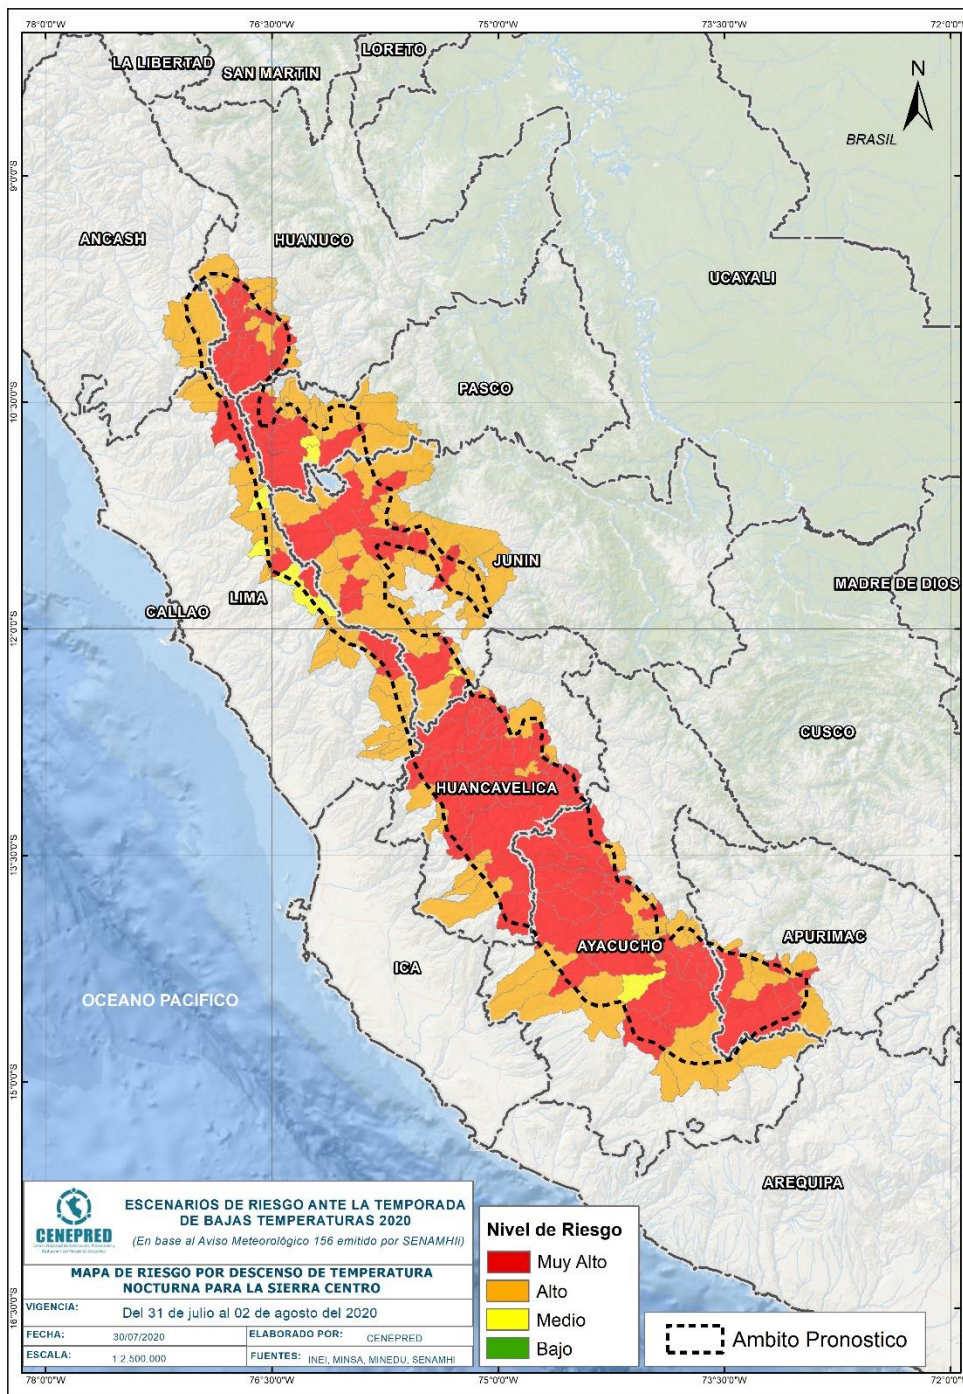 78°0'0"W
76°30'0"W
75°0'0"W
73°30'0"W
72°0'0"W
LORETO
LA LIBERTAD
SAN MARTIN
N
BRASIL
9°0'0"S
ANCASH
HUANUCO
UCAYALI
PASCO
10°30'0"S
JUNIN
MADRE DE DIOS
LIMA
CALLAO
12°0'0"S
CUSCO
HUANCAVELICA
13°30'0"S
APURIMAC
AYACUCHO
ICA
OCEANO PACIFICO
15°0'0"S
AREQUIPA
16°30'0"S
CENEPRED
ESCENARIOS DE RIESGO ANTE LA TEMPORADA
DE BAJAS TEMPERATURAS 2020
(En base al Aviso Meteorológico 156 emitido por SENAMHIi)
MAPA DE RIESGO POR DESCENSO DE TEMPERATURA
NOCTURNA PARA LA SIERRA CENTRO
VIGENCIA: Del 31 de julio al 02 de agosto del 2020
FECHA: 30/07/2020 ELABORADO POR: CENEPRED
ESCALA: 1:2.500.000 FUENTES: INEI, MINSA, MINEDU, SENAMHI
Nivel de Riesgo
Muy Alto
Alto
Medio
Bajo
Ambito Pronostico
78°0'0"W
76°30'0"W
75°0'0"W
73°30'0"W
72°0'0"W